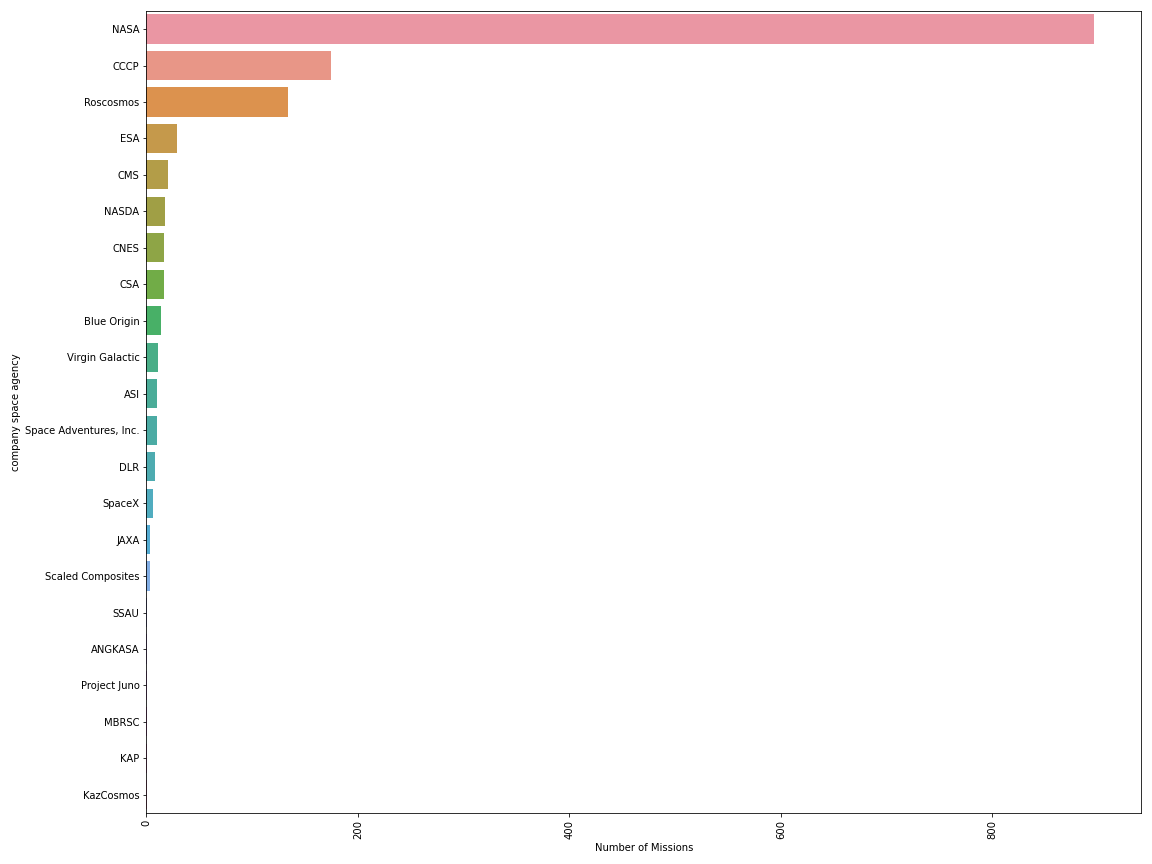 NASA
CCCP
Roscosmos
ESA
CMS
NASDA
CNES
CSA
Blue Origin
Virgin Galactic
ASI
Space Adventures, Inc.
DLR
SpaceX
JAXA
Scaled Composites
SSAU
ANGKASA
Project Juno
MBRSC
KAP
KazCosmos
company space agency
0
200
400
600
800
Number of Missions